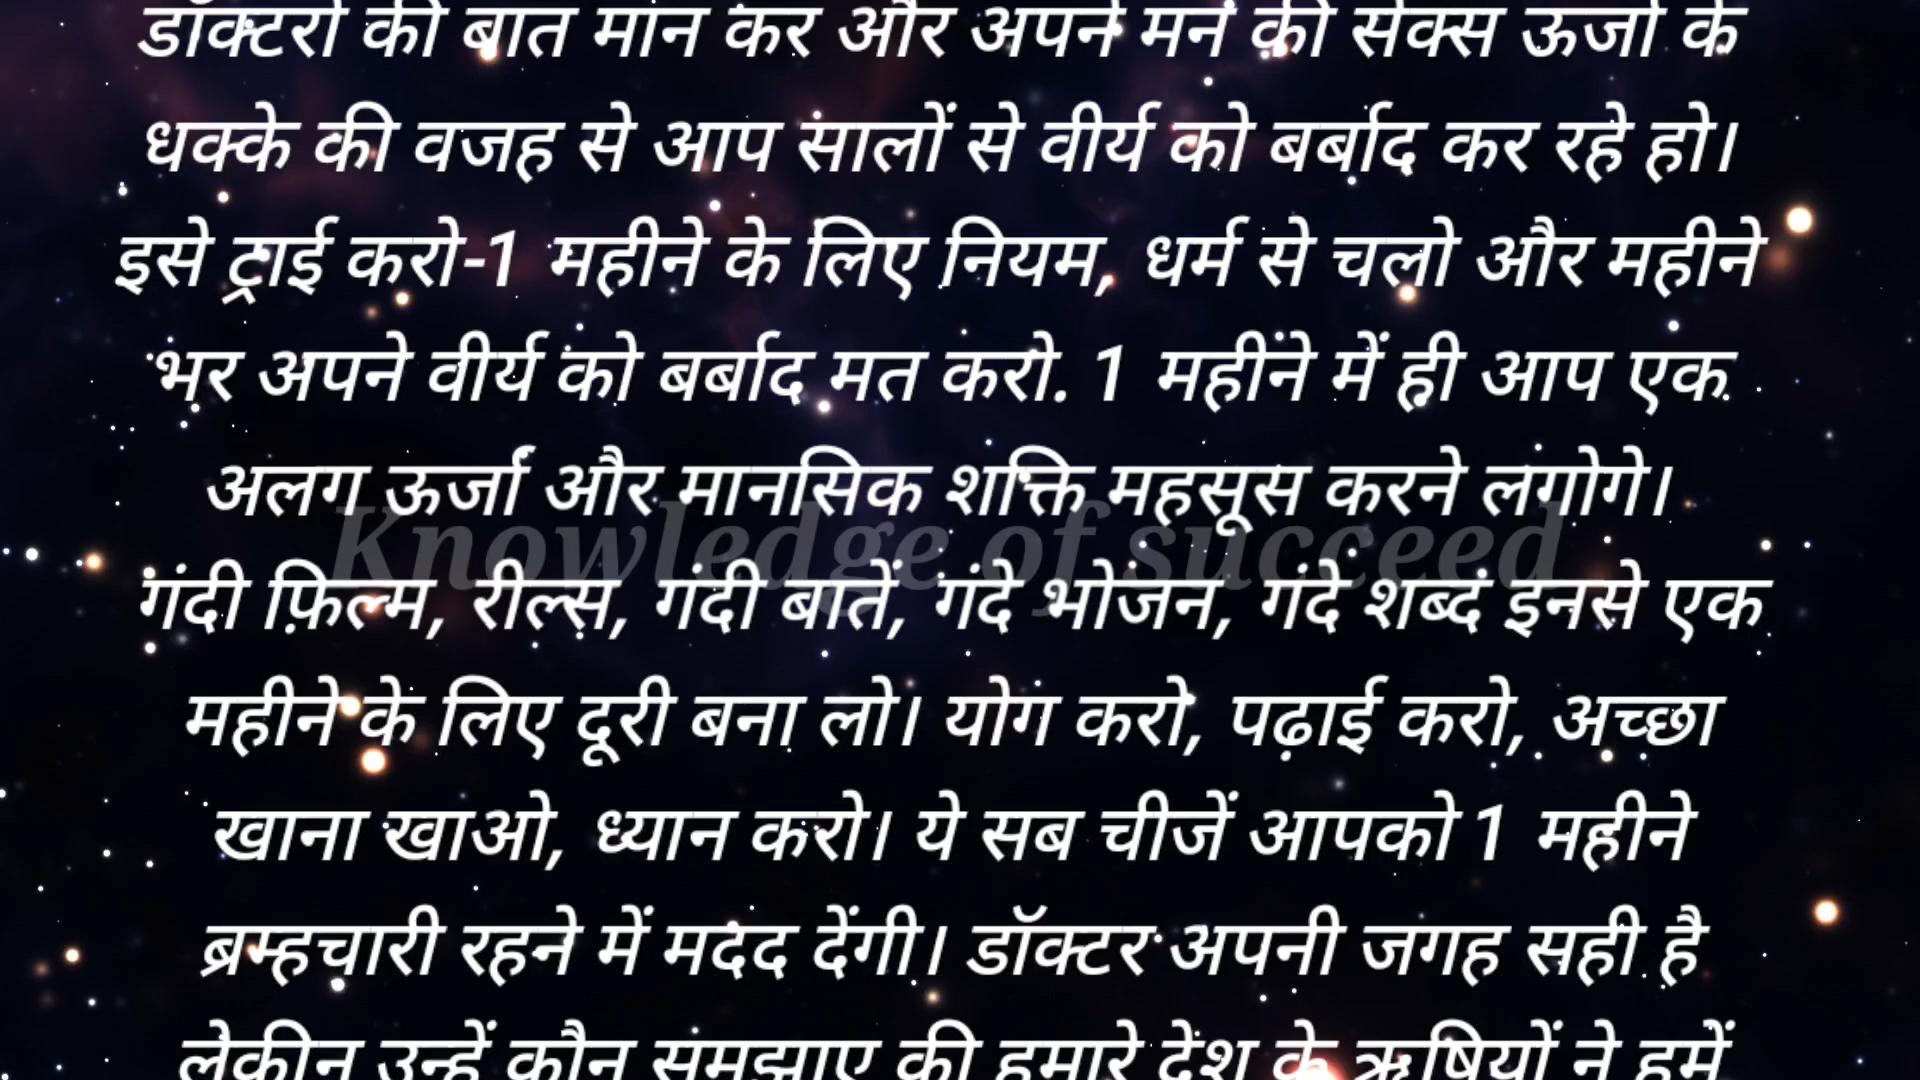 डॉक्टरों की बात मान कर और अपने मन की सेक्स ऊर्जा के
धक्के की वजह से आप सालों से वीर्य को बर्बाद कर रहे हो।
इसे ट्राई करो-1 महीने के लिए नियम, धर्म से चलो और महीने
भर अपने वीर्य को बर्बाद मत करो. 1 महीने में ही आप एक
अलग ऊर्जा और मानसिक शक्ति महसूस करने लगोगे।
Knowledge of succeed
गंदी फ़िल्म, रील्स, गंदी बातें, गंदे भोजन, गंदे शब्द इनसे एक
महीने के लिए दूरी बना लो। योग करो, पढ़ाई करो, अच्छा
खाना खाओ, ध्यान करो। ये सब चीजें आपको 1 महीने
ब्रम्हचारी रहने में मदद देंगी। डॉक्टर अपनी जगह सही है
लेकीन उन्हें कौन समझाए की हमारे देश के ऋषियों ने हमें